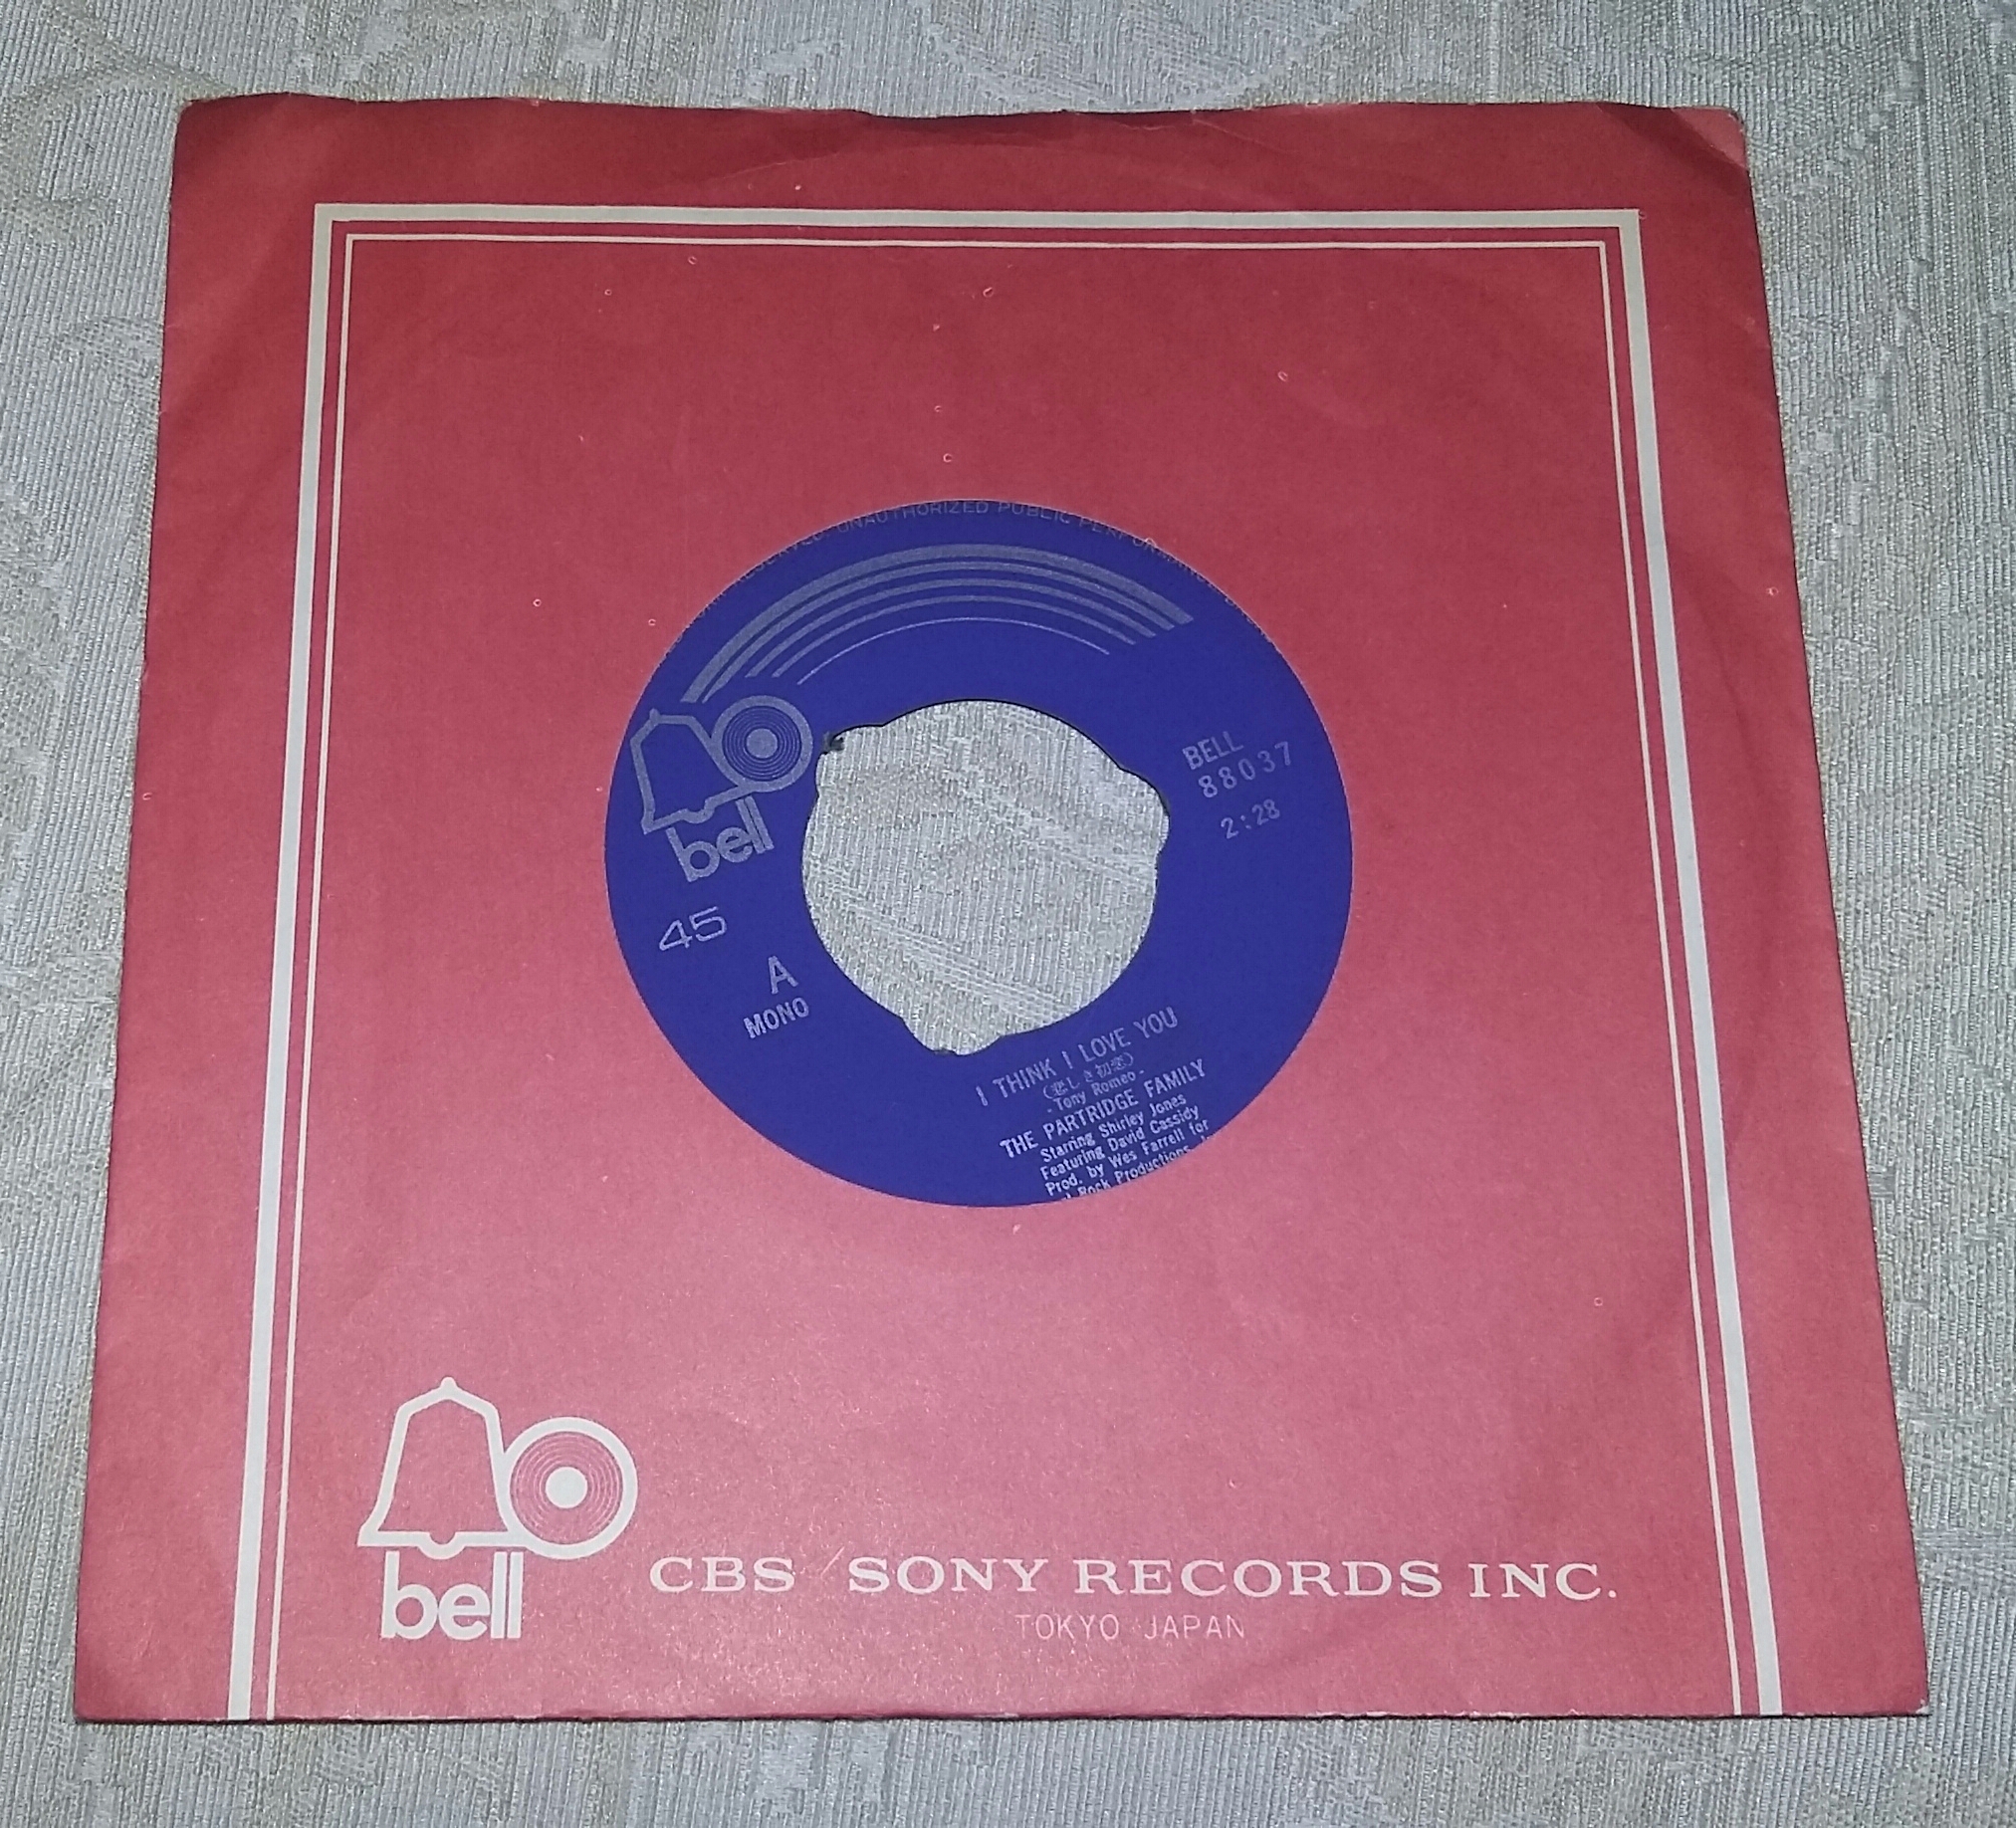 UNAUTHORIZED PUBLIC
bell
BELL
88037
2:28
45
A
MONO
I THINK I LOVE YOU
(悲しき初恋)
- Tony Romeo -
THE PARTRIDGE FAMILY
Starring Shirley Jones
Featuring David Cassidy
Prod. by Wes Farrell for
Rock Productions
bell
CBS/SONY RECORDS INC.
TOKYO JAPAN